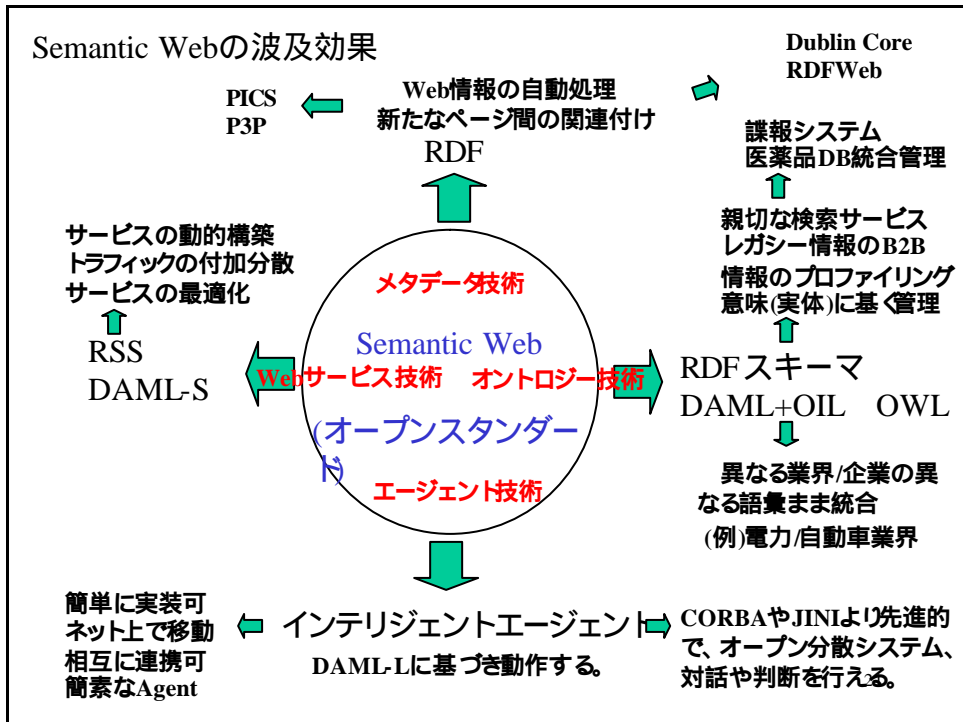 Semantic Webの波及効果
Dublin Core
RDFWeb
PICS
P3P
Web情報の自動処理
新たなページ間の関連付け
RDF
諜報システム
医薬品DB統合管理
親切な検索サービス
レガシー情報のB2B
情報のプロファイリング
意味(実体)に基く管理
サービスの動的構築
トラフィックの付加分散
サービスの最適化
RSS
DAML-S
メタデータ技術
Semantic Web
Webサービス技術
オントロジー技術
(オープンスタンダー
ド)
エージェント技術
RDFスキーマ
DAML+OIL OWL
異なる業界/企業の異
なる語彙まま統合
(例)電力/自動車業界
簡単に実装可
ネット上で移動
相互に連携可
簡素なAgent
インテリジェントエージェント
DAML-Lに基づき動作する。
CORBAやJINIより先進的
で、オープン分散システム、
対話や判断を行える。